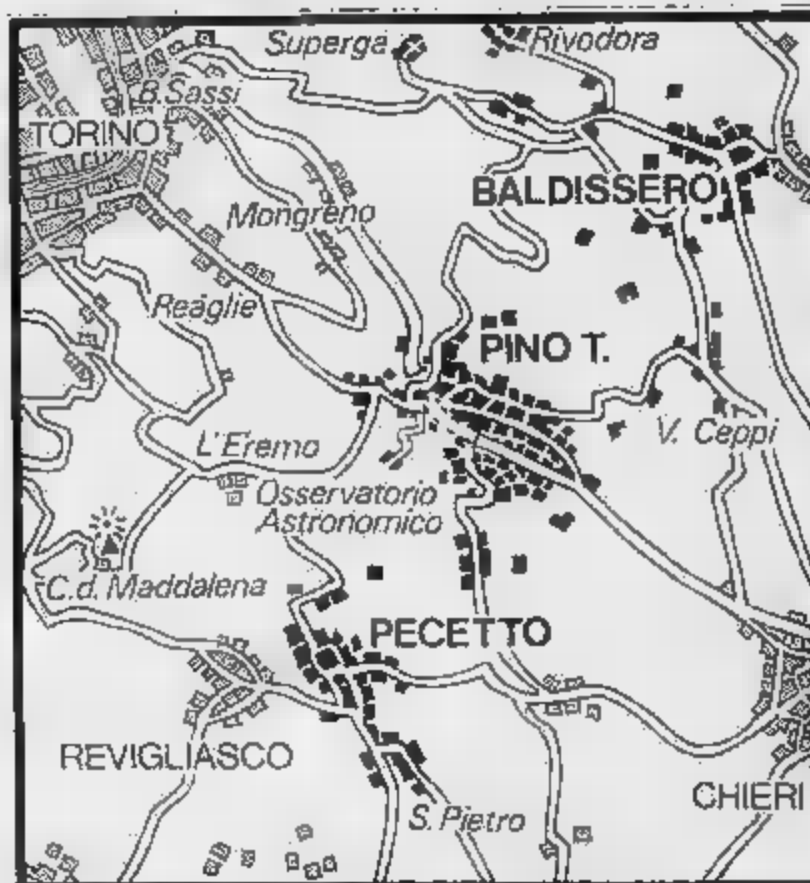 Superga
Rivodora
B. Sassi
TORINO
BALDISSERO
Mongreno
Reaglie
PINO T.
V. Ceppi
L'Eremo
Osservatorio
Astronomico
C.d. Maddalena
PECETTO
REVIGLIASCO
CHIERI
S. Pietro